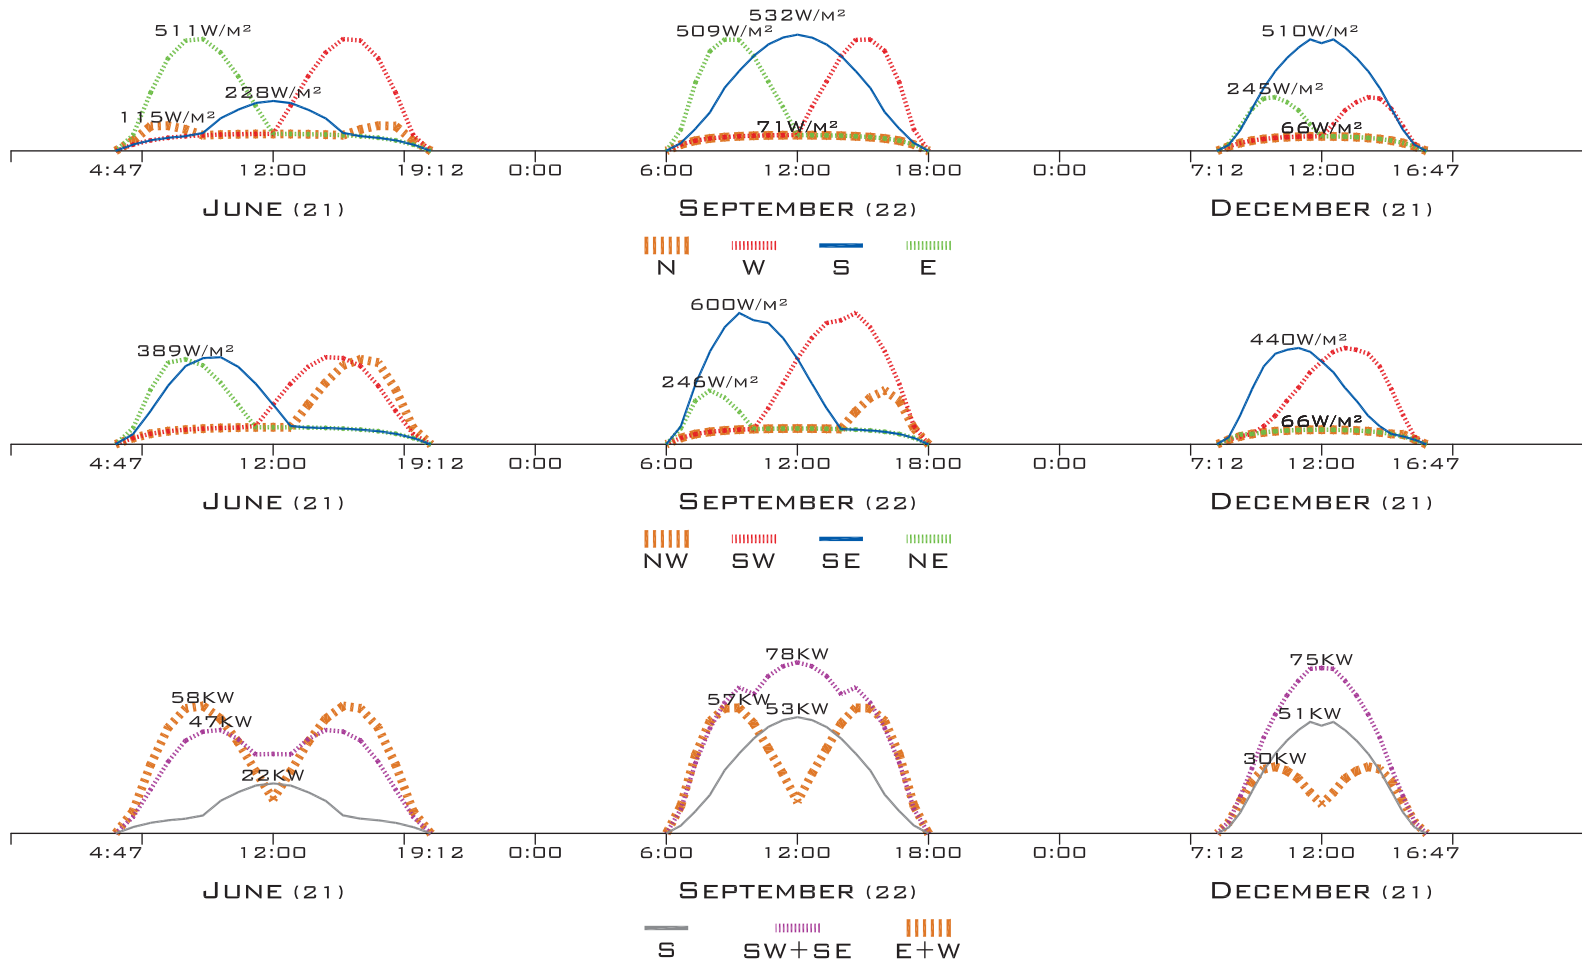 532W/m²
511W/m² 509W/m² 510W/m²
228W/m² 245W/m²
115W/m² 71W/m² 66W/m²
4:47 12:00 19:12 0:00 6:00 12:00 18:00 0:00 7:12 12:00 16:47
June (21) September (22) December (21)
N W S E
600W/m²
389W/m² 440W/m²
246W/m²
66W/m²
4:47 12:00 19:12 0:00 6:00 12:00 18:00 0:00 7:12 12:00 16:47
June (21) September (22) December (21)
NW SW SE NE
78KW 75KW
58KW 57KW
47KW 53KW 51KW
22KW 30KW
4:47 12:00 19:12 0:00 6:00 12:00 18:00 0:00 7:12 12:00 16:47
June (21) September (22) December (21)
S SW+SE E+W